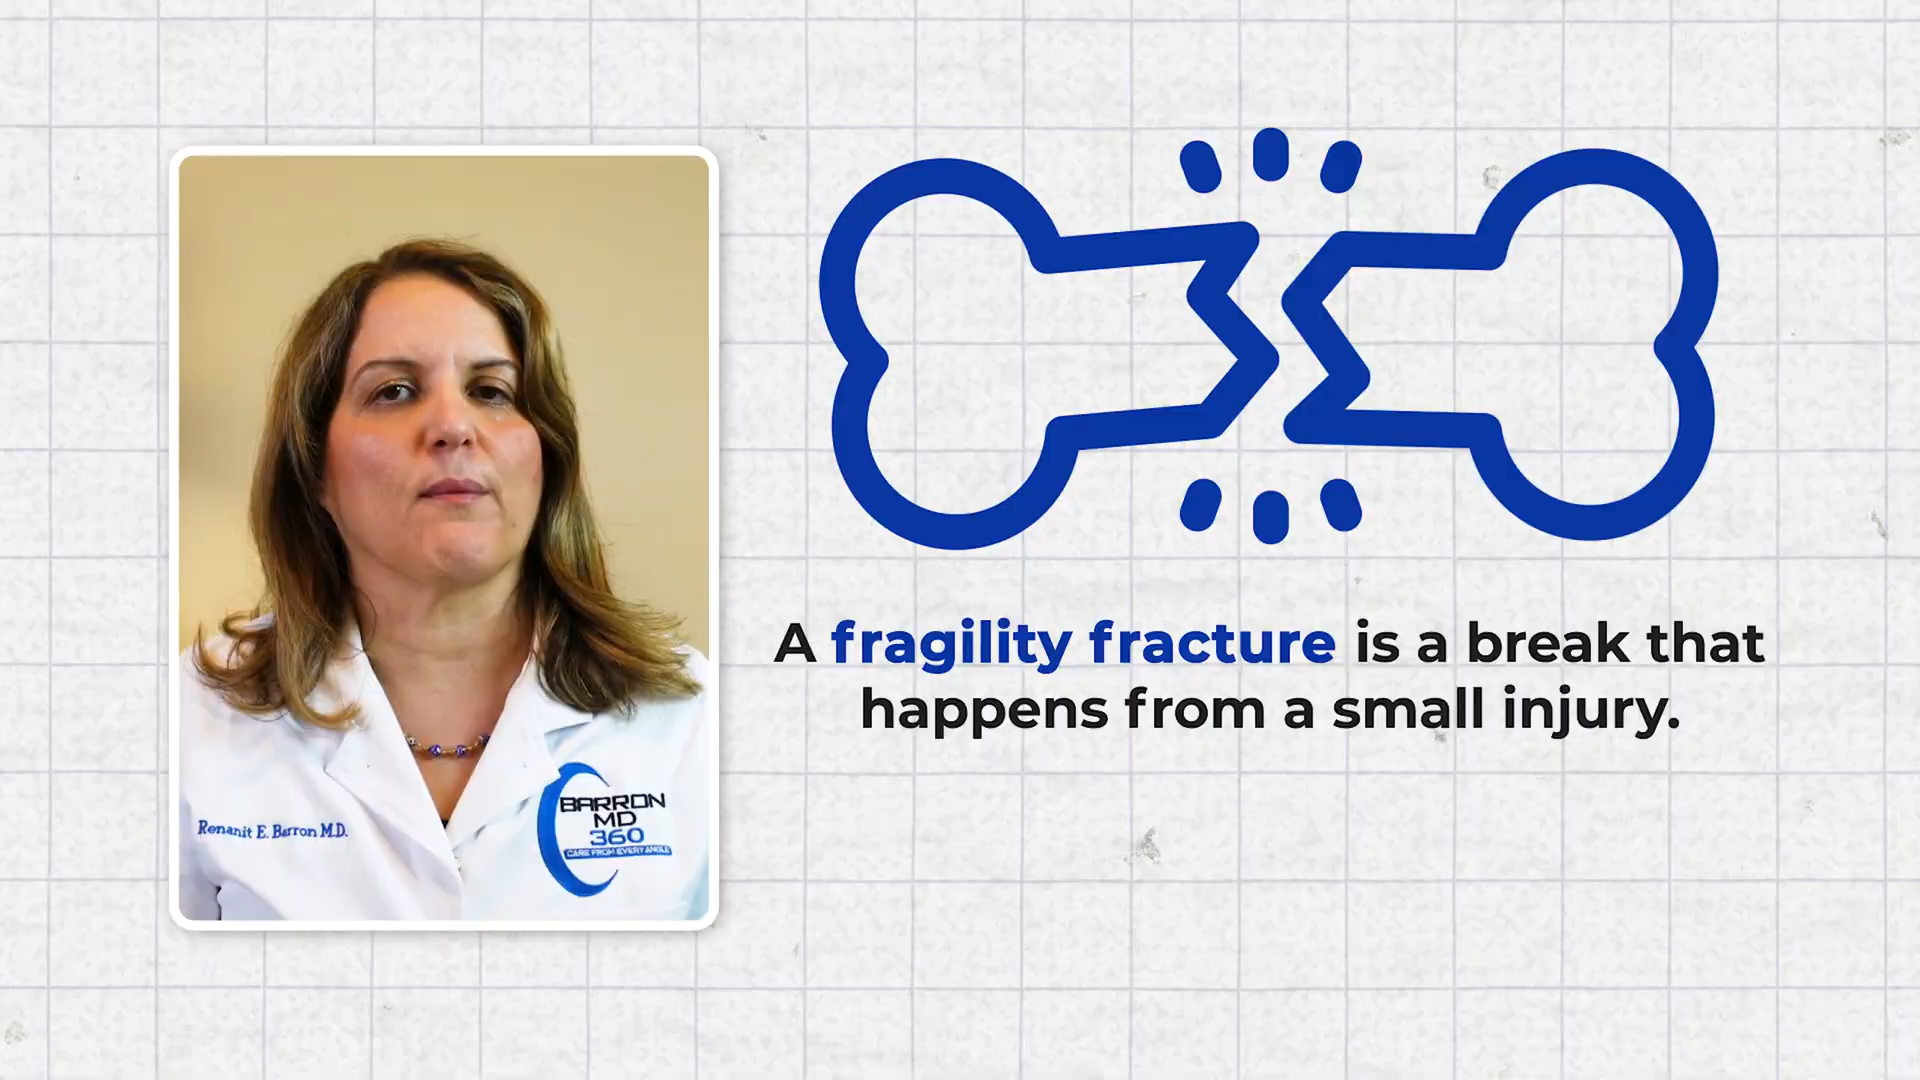 A fragility fracture is a break that
happens from a small injury.
Renanit E. Barron M.D.
BARRON
MD
360
CARE FROM EVERY ANGLE